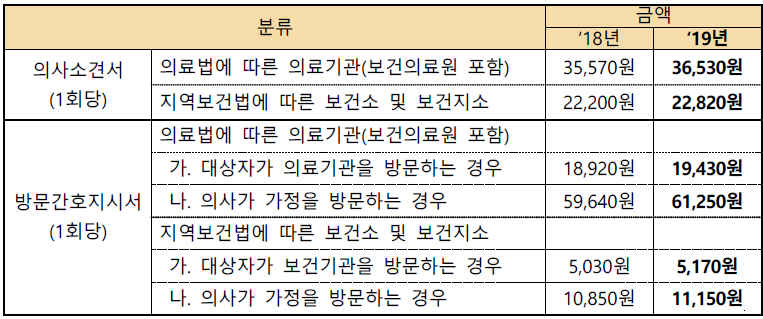 분류 금액
‘18년 ‘19년
의사소견서 (1회당) 의료법에 따른 의료기관(보건의료원 포함) 35,570원 36,530원
지역보건법에 따른 보건소 및 보건지소 22,200원 22,820원
방문간호지시서 (1회당) 의료법에 따른 의료기관(보건의료원 포함)
가. 대상자가 의료기관을 방문하는 경우 18,920원 19,430원
나. 의사가 가정을 방문하는 경우 59,640원 61,250원
지역보건법에 따른 보건소 및 보건지소
가. 대상자가 보건기관을 방문하는 경우 5,030원 5,170원
나. 의사가 가정을 방문하는 경우 10,850원 11,150원